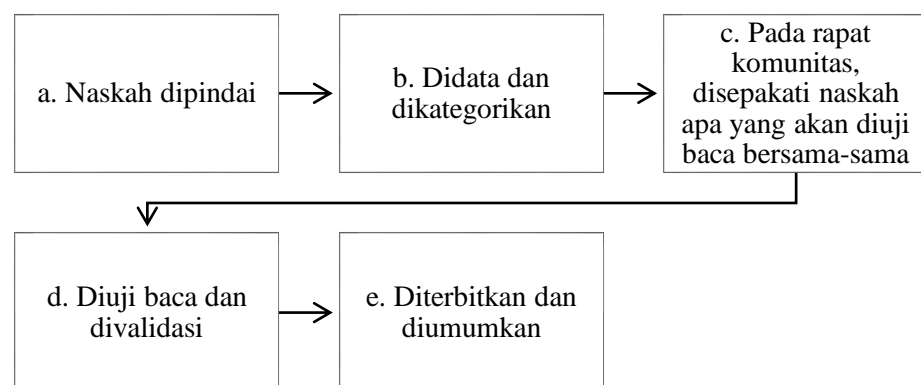 a. Naskah dipindai
b. Didata dan
dikategorikan
c. Pada rapat
komunitas,
disepakati naskah
apa yang akan diuji
baca bersama-sama
d. Diuji baca dan
divalidasi
e. Diterbitkan dan
diumumkan